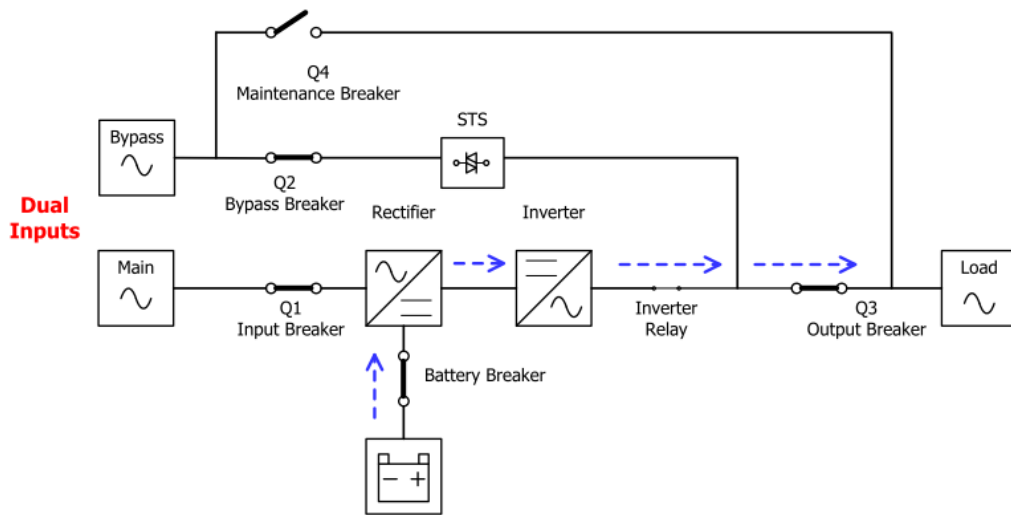 Q4
Maintenance Breaker
STS
Bypass
Q2
Bypass Breaker
Dual
Inputs
Rectifier
Inverter
Main
Load
Q1
Input Breaker
Inverter
Relay
Q3
Output Breaker
Battery Breaker